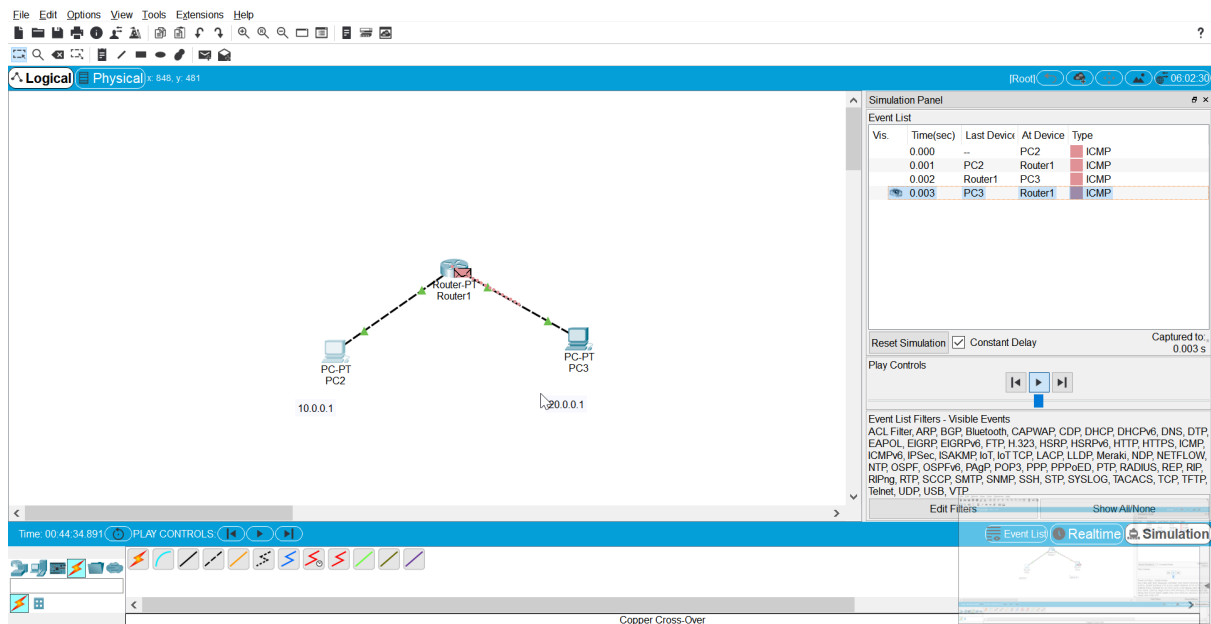 File Edit Options View Tools Extensions Help
?
Logical Physical x: 848, y: 481 [Root] 06:02:30
Simulation Panel
Event List
Vis. Time(sec) Last Device At Device Type
0.000 -- PC2 ICMP
0.001 PC2 Router1 ICMP
0.002 Router1 PC3 ICMP
0.003 PC3 Router1 ICMP
Router-PT
Router1
PC-PT
PC2
PC-PT
PC3
10.0.0.1
20.0.0.1
Reset Simulation Constant Delay Captured to:
0.003 s
Play Controls
Event List Filters - Visible Events
ACL Filter, ARP, BGP, Bluetooth, CAPWAP, CDP, DHCP, DHCPv6, DNS, DTP,
EAPOL, EIGRP, EIGRPv6, FTP, H.323, HSRP, HSRPv6, HTTP, HTTPS, ICMP,
ICMPv6, IPSec, ISAKMP, IoT, IoT TCP, LACP, LLDP, Meraki, NDP, NETFLOW,
NTP, OSPF, OSPFv6, PAgP, POP3, PPP, PPPoED, PTP, RADIUS, REP, RIP,
RIPng, RTP, SCCP, SMTP, SNMP, SSH, STP, SYSLOG, TACACS, TCP, TFTP,
Telnet, UDP, USB, VTP
Edit Filters Show All/None
Time: 00:44:34.891 PLAY CONTROLS: Event List Realtime Simulation
Copper Cross-Over